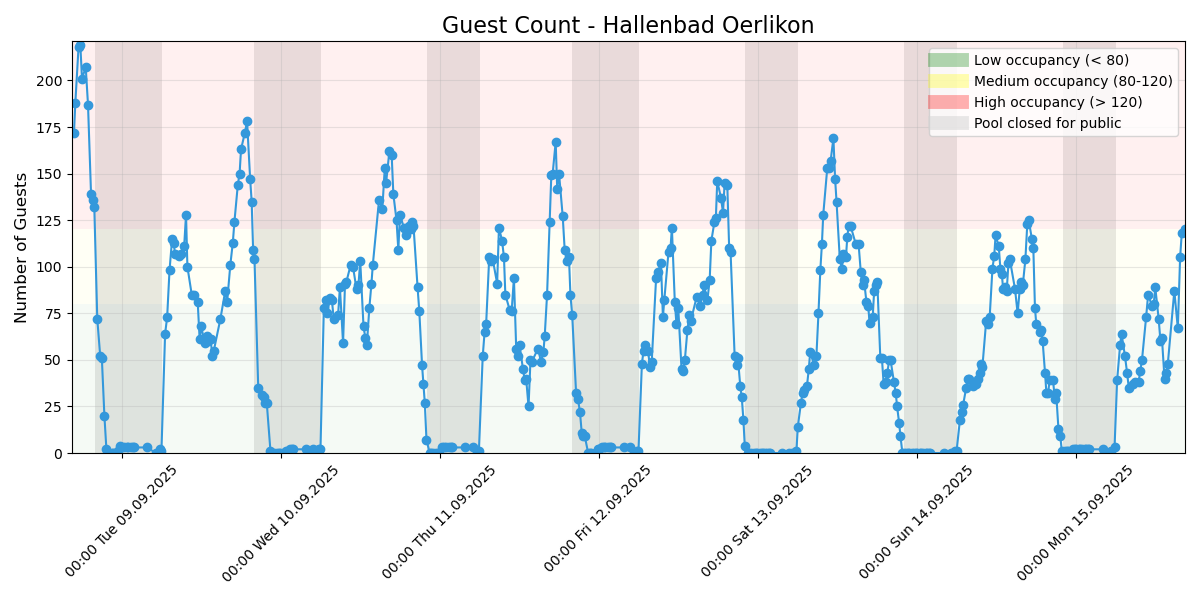 Guest Count - Hallenbad Oerlikon
Low occupancy (< 80)
Medium occupancy (80-120)
High occupancy (> 120)
Pool closed for public
Number of Guests
200
175
150
125
100
75
50
25
0
00:00 Tue 09.09.2025
00:00 Wed 10.09.2025
00:00 Thu 11.09.2025
00:00 Fri 12.09.2025
00:00 Sat 13.09.2025
00:00 Sun 14.09.2025
00:00 Mon 15.09.2025